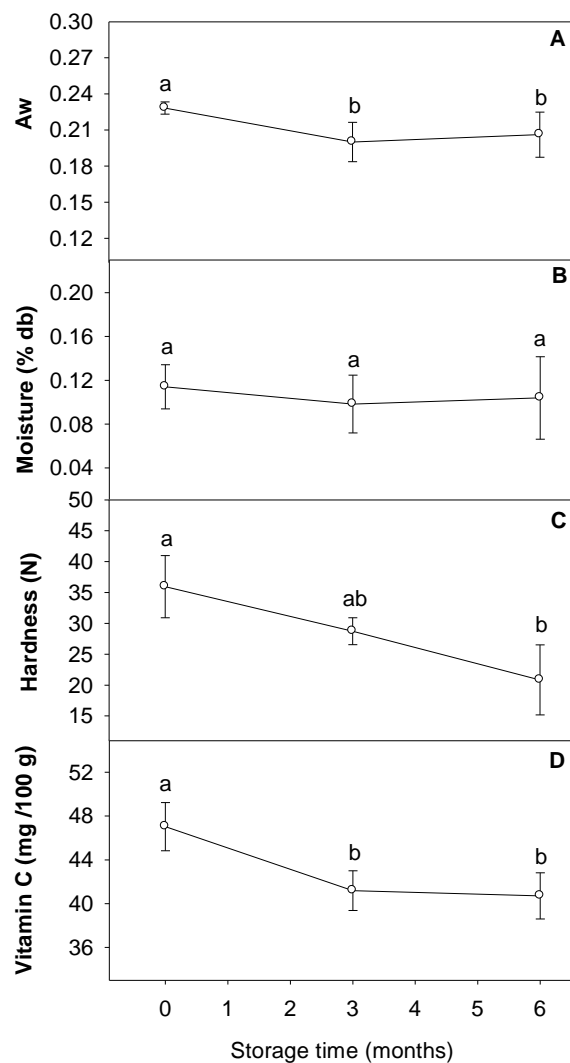 A
Aw
0.30
0.27
0.24
0.21
0.18
0.15
0.12
a
b
b
B
Moisture (% db)
0.20
0.16
0.12
0.08
0.04
a
a
a
C
Hardness (N)
50
45
40
35
30
25
20
15
a
ab
b
D
Vitamin C (mg /100 g)
52
48
44
40
36
a
b
b
0 1 2 3 4 5 6
Storage time (months)